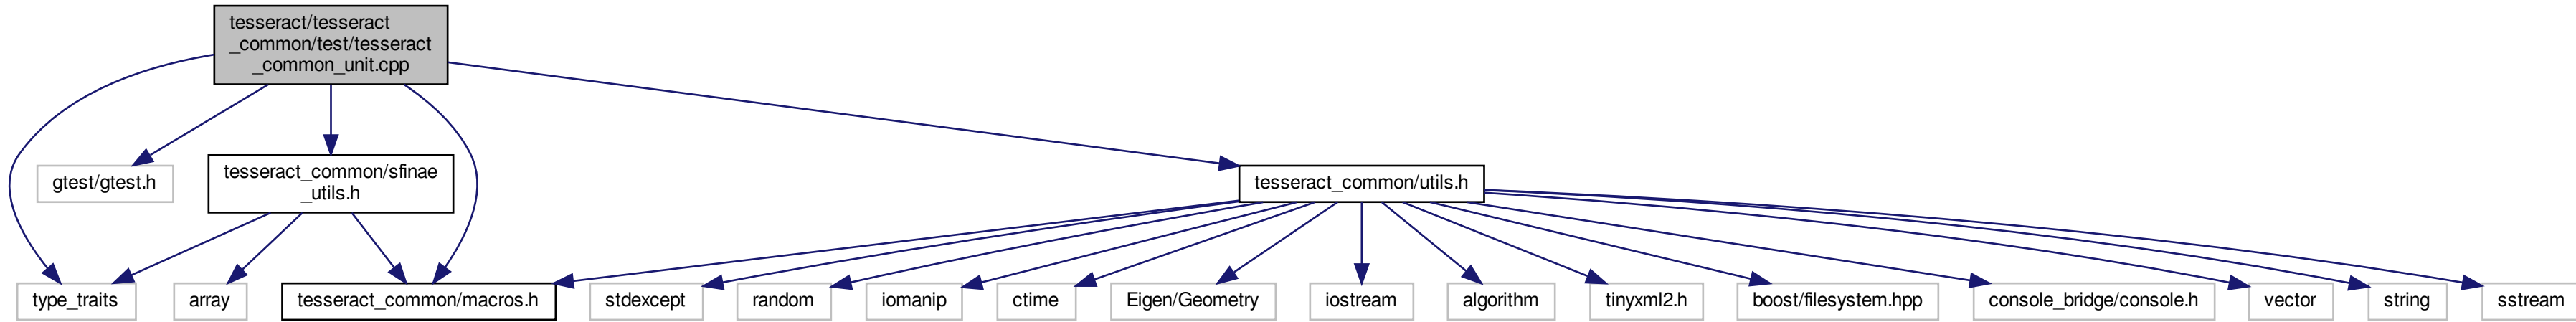 tesseract/tesseract
_common/test/tesseract
_common_unit.cpp
gtest/gtest.h
tesseract_common/sfinae
_utils.h
tesseract_common/utils.h
type_traits
array
tesseract_common/macros.h
stdexcept
random
iomanip
ctime
Eigen/Geometry
iostream
algorithm
tinyxml2.h
boost/filesystem.hpp
console_bridge/console.h
vector
string
sstream